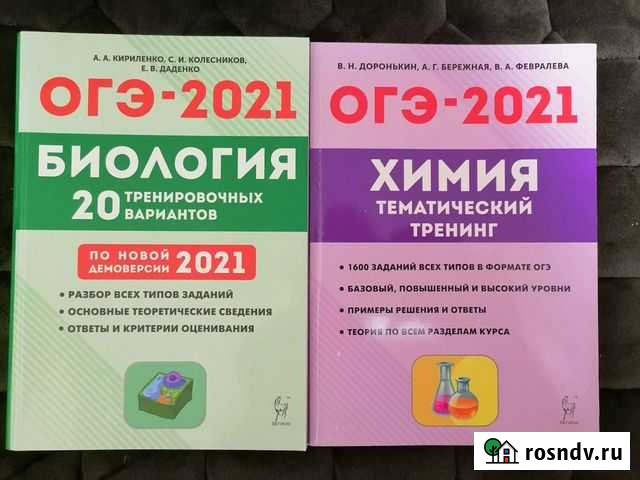 А. А. КИРИЛЕНКО, С. И. КОЛЕСНИКОВ,
Е. В. ДАДЕНКО
ОГЭ-2021
БИОЛОГИЯ
20 ТРЕНИРОВОЧНЫХ
ВАРИАНТОВ
ПО НОВОЙ
ДЕМОВЕРСИИ 2021
• РАЗБОР ВСЕХ ТИПОВ ЗАДАНИЙ
• ОСНОВНЫЕ ТЕОРЕТИЧЕСКИЕ СВЕДЕНИЯ
• ОТВЕТЫ И КРИТЕРИИ ОЦЕНИВАНИЯ
ЛЕГИОН
В. Н. ДОРОНЬКИН, А. Г. БЕРЕЖНАЯ, В. А. ФЕВРАЛЕВА
ОГЭ-2021
ХИМИЯ
ТЕМАТИЧЕСКИЙ
ТРЕНИНГ
• 1600 ЗАДАНИЙ ВСЕХ ТИПОВ В ФОРМАТЕ ОГЭ
• БАЗОВЫЙ, ПОВЫШЕННЫЙ И ВЫСОКИЙ УРОВНИ
• ПРИМЕРЫ РЕШЕНИЯ И ОТВЕТЫ
• ТЕОРИЯ ПО ВСЕМ РАЗДЕЛАМ КУРСА
ЛЕГИОН
rosndv.ru